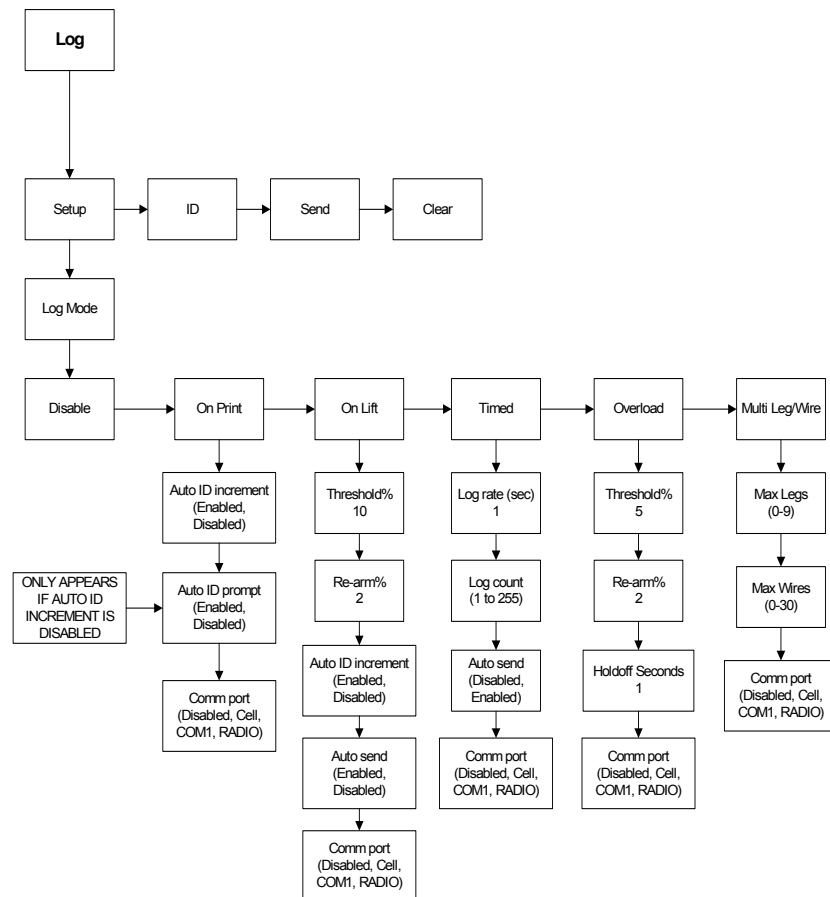 Log
Setup
ID
Send
Clear
Log Mode
Disable
On Print
On Lift
Timed
Overload
Multi Leg/Wire
Auto ID increment
(Enabled,
Disabled)
ONLY APPEARS
IF AUTO ID
INCREMENT IS
DISABLED
Auto ID prompt
(Enabled,
Disabled)
Comm port
(Disabled, Cell,
COM1, RADIO)
Threshold%
10
Re-arm%
2
Auto ID increment
(Enabled,
Disabled)
Auto send
(Enabled,
Disabled)
Comm port
(Disabled, Cell,
COM1, RADIO)
Log rate (sec)
1
Log count
(1 to 255)
Auto send
(Disabled,
Enabled)
Comm port
(Disabled, Cell,
COM1, RADIO)
Threshold%
5
Re-arm%
2
Holdoff Seconds
1
Comm port
(Disabled, Cell,
COM1, RADIO)
Max Legs
(0-9)
Max Wires
(0-30)
Comm port
(Disabled, Cell,
COM1, RADIO)